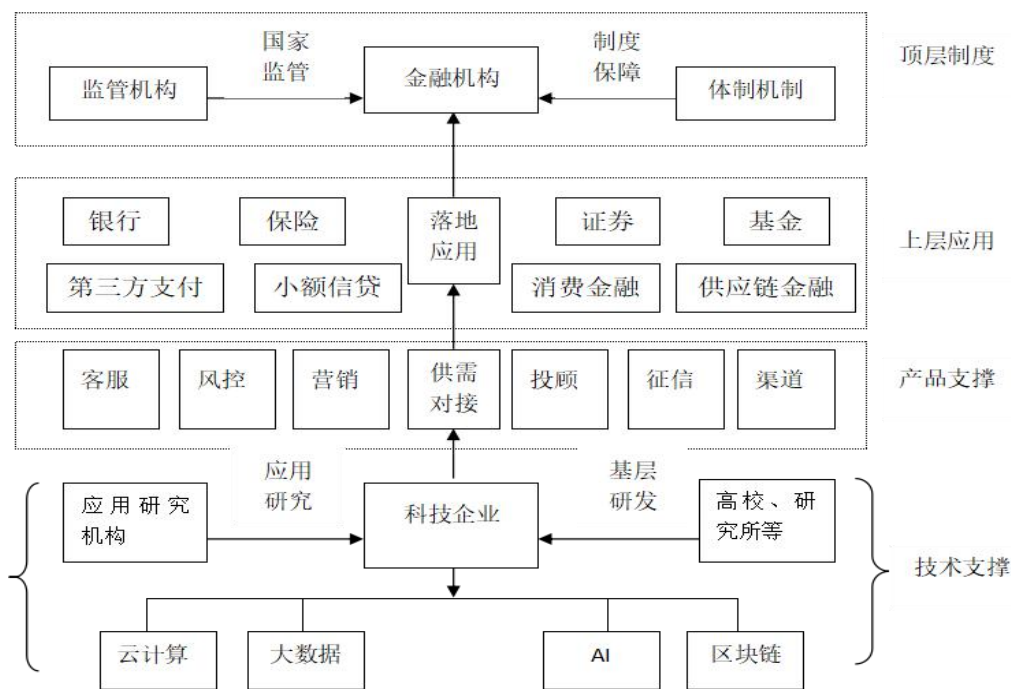 国家
监管
制度
保障
顶层制度
监管机构
金融机构
体制机制
银行
保险
落地
应用
证券
基金
上层应用
第三方支付
小额信贷
消费金融
供应链金融
客服
风控
营销
供需
对接
投顾
征信
渠道
产品支撑
应用
研究
基层
研发
应用研究
机构
科技企业
高校、研
究所等
技术支撑
云计算
大数据
AI
区块链